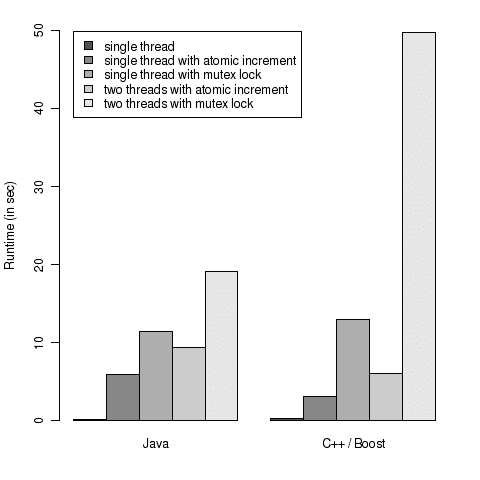 single thread
single thread with atomic increment
single thread with mutex lock
two threads with atomic increment
two threads with mutex lock
Runtime (in sec)
50
40
30
20
10
0
Java
C++ / Boost